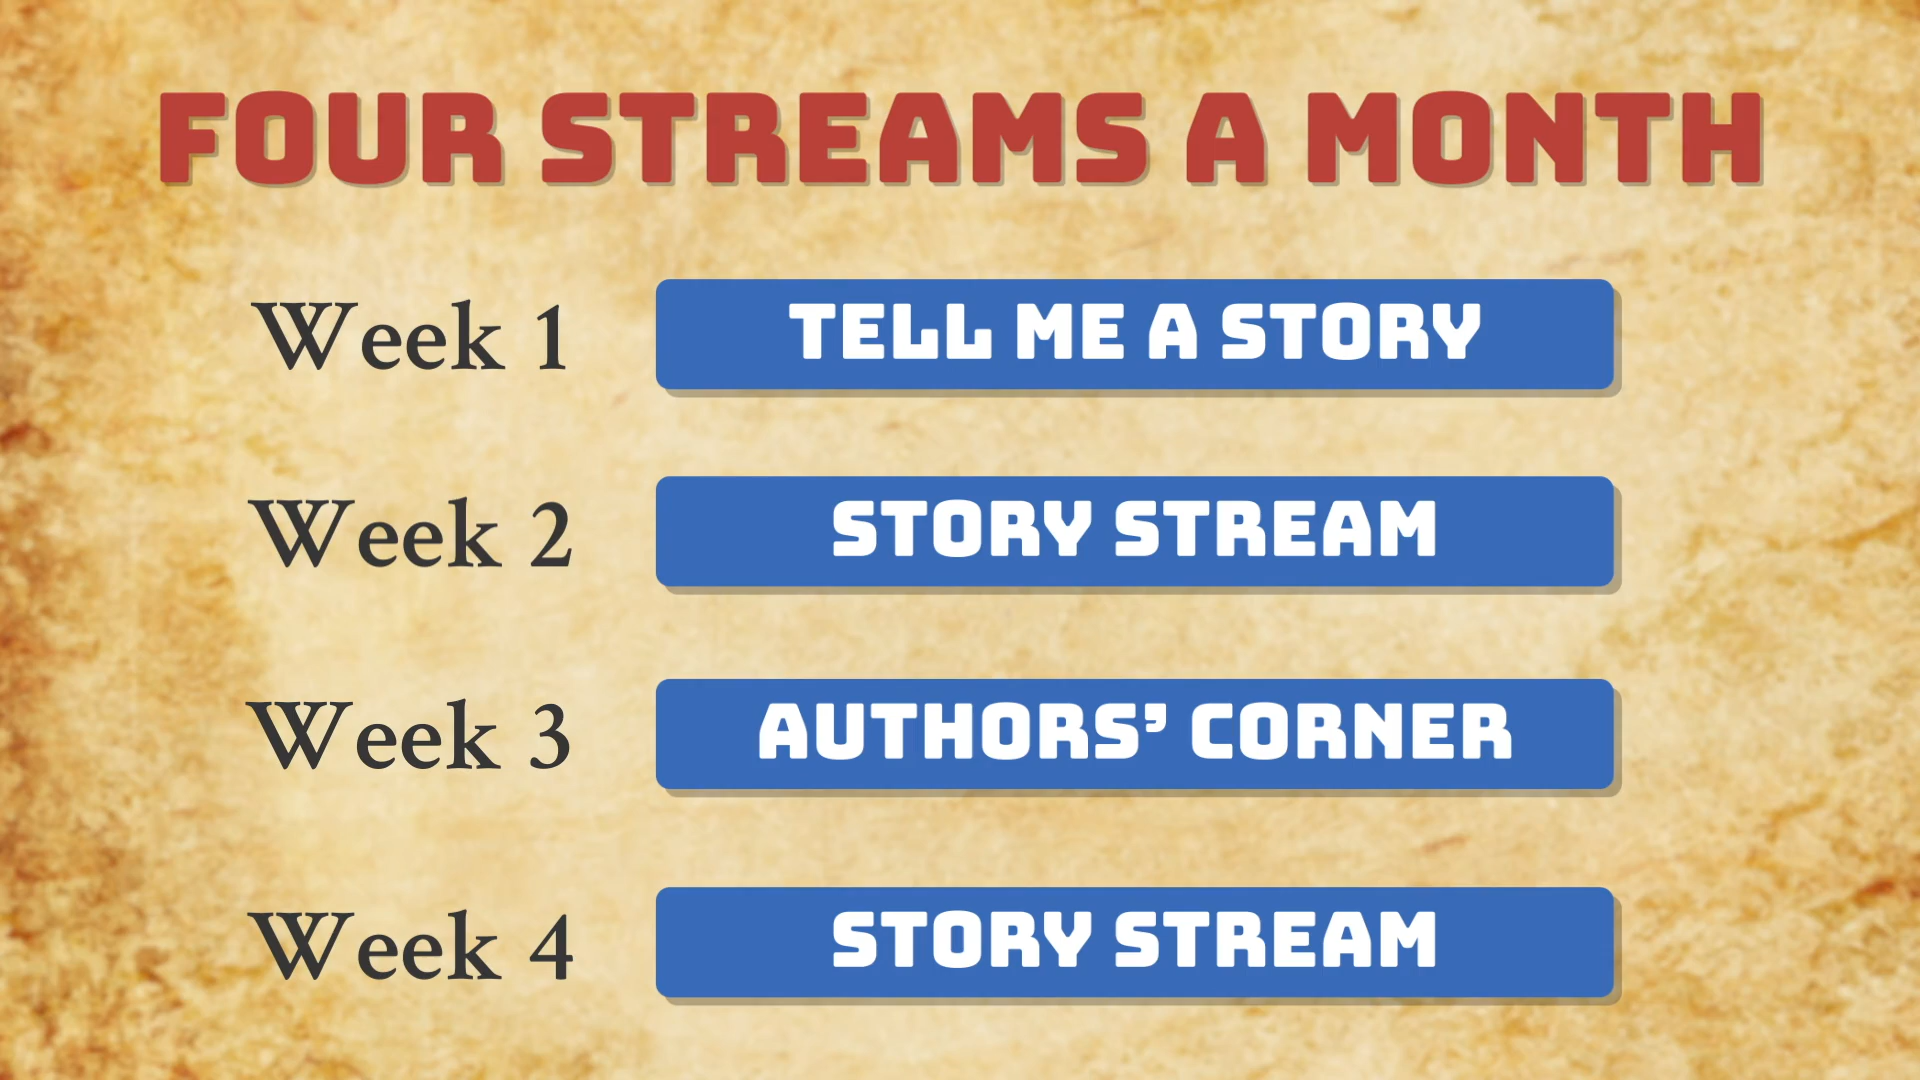 FOUR STREAMS A MONTH
Week 1 TELL ME A STORY
Week 2 STORY STREAM
Week 3 AUTHORS’ CORNER
Week 4 STORY STREAM